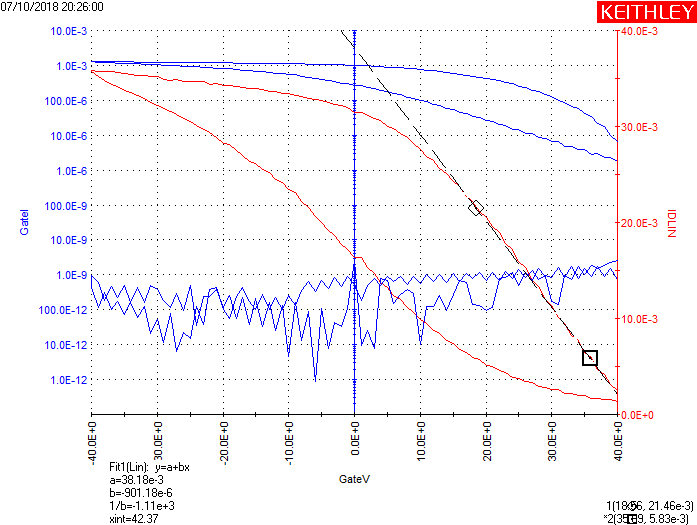 07/10/2018 20:26:00
KEITHLEY
10.0E-3
1.0E-3
100.0E-6
10.0E-6
1.0E-6
100.0E-9
10.0E-9
1.0E-9
100.0E-12
10.0E-12
1.0E-12
GateI
40.0E-3
30.0E-3
20.0E-3
10.0E-3
0.0E+0
IDLIN
-40.0E+0
-30.0E+0
-20.0E+0
-10.0E+0
0.0E+0
10.0E+0
20.0E+0
30.0E+0
40.0E+0
GateV
Fit1(Lin): y=a+bx
a=38.18e-3
b=-901.18e-6
1/b=-1.11e+3
xint=42.37
21.46e-3)
5.83e-3)